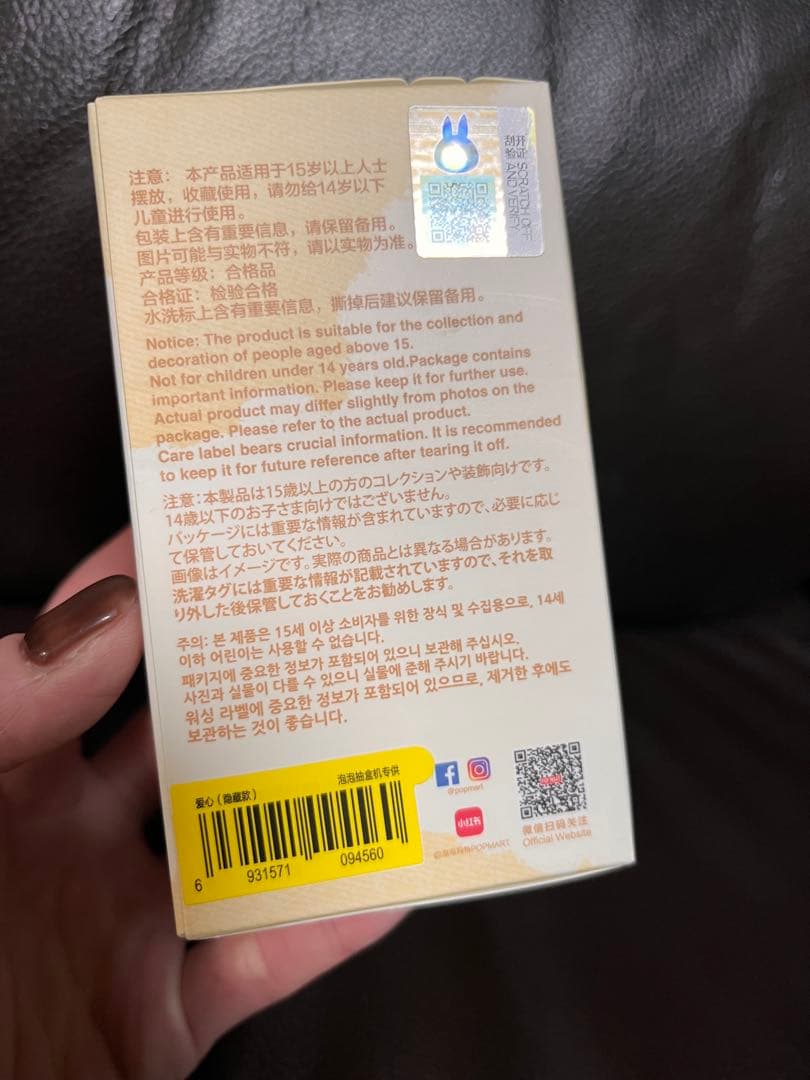 注意： 本产品适用于15岁以上人士
摆放，收藏使用，请勿给14岁以下
儿童进行使用。
包装上含有重要信息，请保留备用。
图片可能与实物不符，请以实物为准。
产品等级：合格品
合格证：检验合格
水洗标上含有重要信息，撕掉后建议保留备用。
Notice: The product is suitable for the collection and
decoration of people aged above 15.
Not for children under 14 years old.Package contains
important information. Please keep it for further use.
Actual product may differ slightly from photos on the
package. Please refer to the actual product.
Care label bears crucial information. It is recommended
to keep it for future reference after tearing it off.
注意：本製品は15歳以上の方のコレクションや装飾向けです。
14歳以下のお子さま向けではございません。
パッケージには重要な情報が含まれていますので、必要に応じ
て保管しておいてください。
画像はイメージです。実際の商品とは異なる場合があります。
洗濯タグには重要な情報が記載されていますので、それを取
り外した後保管しておくことをお勧めします。
주의: 본 제품은 15세 이상 소비자를 위한 장식 및 수집용으로, 14세
이하 어린이는 사용할 수 없습니다.
패키지에 중요한 정보가 포함되어 있으니 보관해 주십시오.
사진과 실물이 다를 수 있으니 실물에 준해 주시기 바랍니다.
워싱 라벨에 중요한 정보가 포함되어 있으므로, 제거한 후에도
보관하는 것이 좋습니다.
SCRATCH OFF
AND VERIFY
爱心（隐藏款）
泡泡抽盒机专供
6 931571 094560
@popmart
小红书
POPMART
微信扫码关注
Official Website